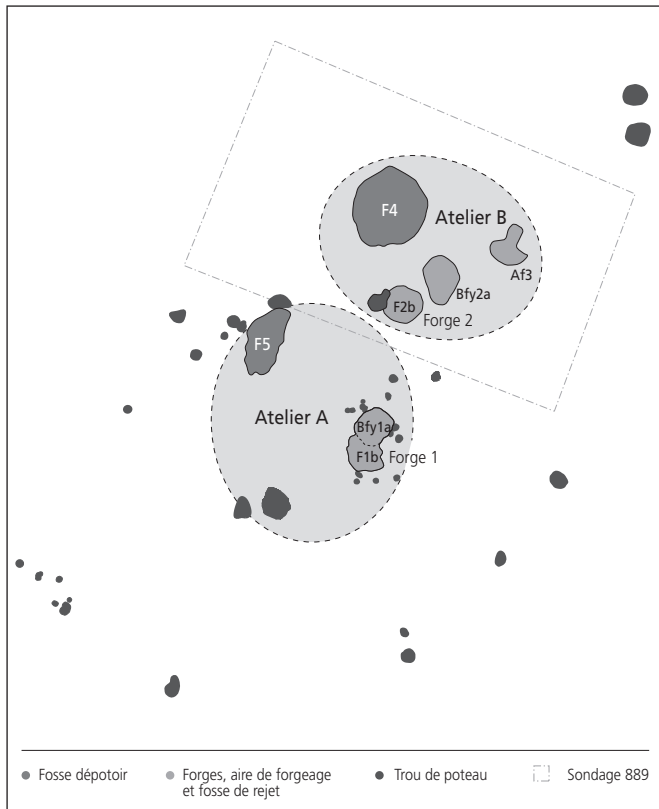 F4
Atelier B
Af3
Bfy2a
F2b
Forge 2
F5
Atelier A
Bfy1a
F1b
Forge 1
Fosse dépotoir
Forges, aire de forgeage
et fosse de rejet
Trou de poteau
Sondage 889